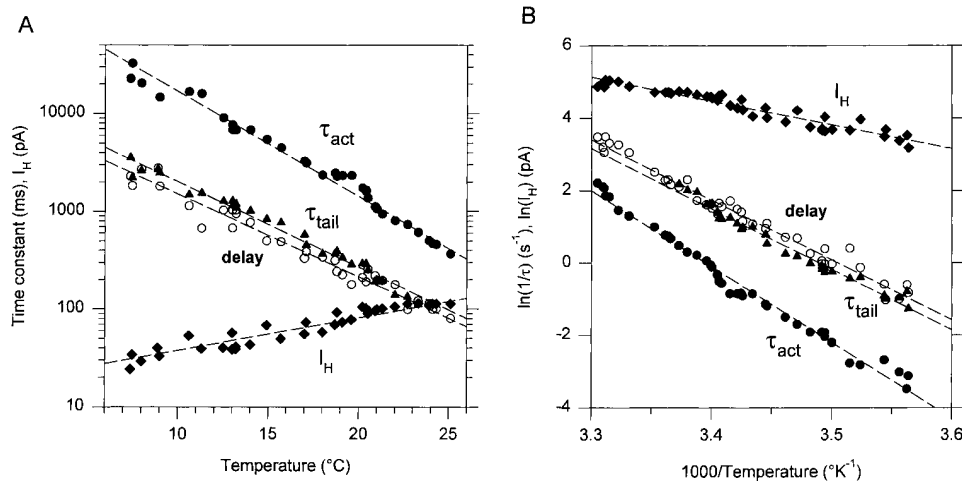 A
Time constant (ms), I_H (pA)
10000
1000
100
10
τ_act
τ_tail
delay
I_H
10
15
20
25
Temperature (°C)
B
ln(1/τ) (s⁻¹), ln(I_H) (pA)
6
4
2
0
-2
-4
I_H
delay
τ_tail
τ_act
3.3
3.4
3.5
3.6
1000/Temperature (°K⁻¹)